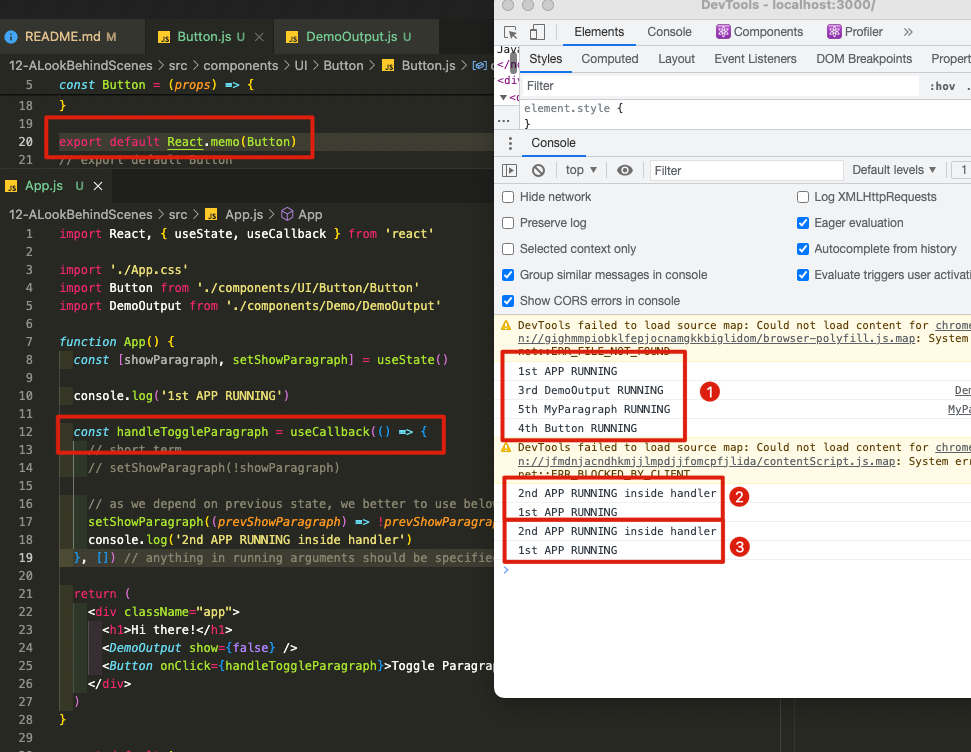 README.md M
Button.js U
DemoOutput.js U
12-ALookBehindScenes > src > components > UI > Button > Button.js >
5 const Button = (props) => {
18 }
19
20 export default React.memo(Button)
21 // export default Button
App.js U
12-ALookBehindScenes > src > App.js > App
1 import React, { useState, useCallback } from 'react'
2
3 import './App.css'
4 import Button from './components/UI/Button/Button'
5 import DemoOutput from './components/Demo/DemoOutput'
6
7 function App() {
8 const [showParagraph, setShowParagraph] = useState()
9
10 console.log('1st APP RUNNING')
11
12 const handleToggleParagraph = useCallback(() => {
13 // short term
14 // setShowParagraph(!showParagraph)
15
16 // as we depend on previous state, we better to use belo
17 setShowParagraph((prevShowParagraph) => !prevShowParag
18 console.log('2nd APP RUNNING inside handler')
19 }, []) // anything in running arguments should be specifie
20
21 return (
22 <div className="app">
23 <h1>Hi there!</h1>
24 <DemoOutput show={false} />
25 <Button onClick={handleToggleParagraph}>Toggle Paragra
26 </div>
27 )
28 }
29
DevTools - localhost:3000/
Elements Console Components Profiler »
Styles Computed Layout Event Listeners DOM Breakpoints Propert
Java
<div
<d
...
Filter
:hov .
element.style {
}
Console
top
Filter
Default levels 1
Hide network
Log XMLHttpRequests
Preserve log
Eager evaluation
Selected context only
Autocomplete from history
Group similar messages in console
Evaluate triggers user activati
Show CORS errors in console
DevTools failed to load source map: Could not load content for chrome
n://gighmmpiobklfepjocnamgkkbiglidom/browser-polyfill.js.map: System
net::ERR_FILE_NOT_FOUND
1st APP RUNNING
3rd DemoOutput RUNNING Dem
5th MyParagraph RUNNING MyPa
4th Button RUNNING
1
DevTools failed to load source map: Could not load content for chrome
n://jfmdnjacndhkmjjlmpdjjfomcpfjlida/contentScript.js.map: System err
net::ERR_BLOCKED_BY_CLIENT
2nd APP RUNNING inside handler
1st APP RUNNING
2
2nd APP RUNNING inside handler
1st APP RUNNING
3
>